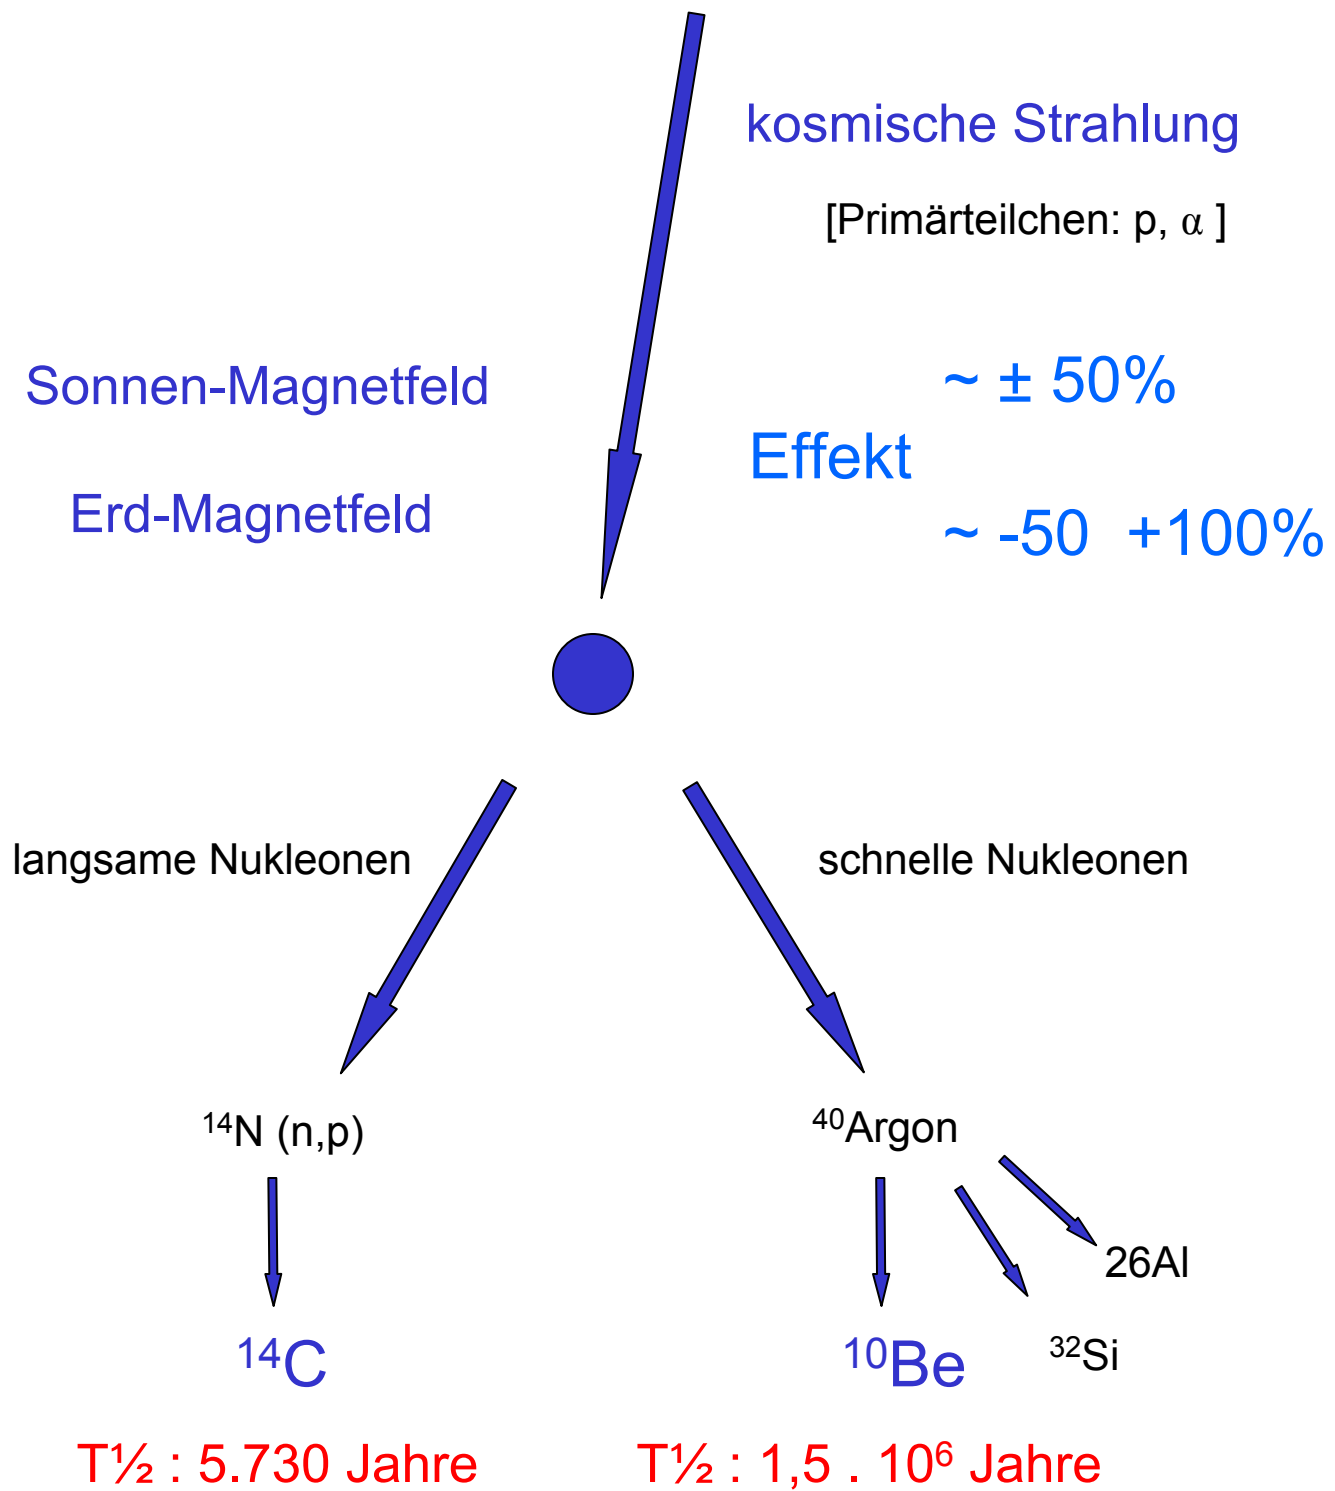 kosmische Strahlung
[Primärteilchen: p, α ]
Sonnen-Magnetfeld
~ ± 50%
Effekt
Erd-Magnetfeld
~ -50 +100%
langsame Nukleonen
schnelle Nukleonen
¹⁴N (n,p)
⁴⁰Argon
26Al
¹⁴C
¹⁰Be
³²Si
T½ : 5.730 Jahre
T½ : 1,5 . 10⁶ Jahre